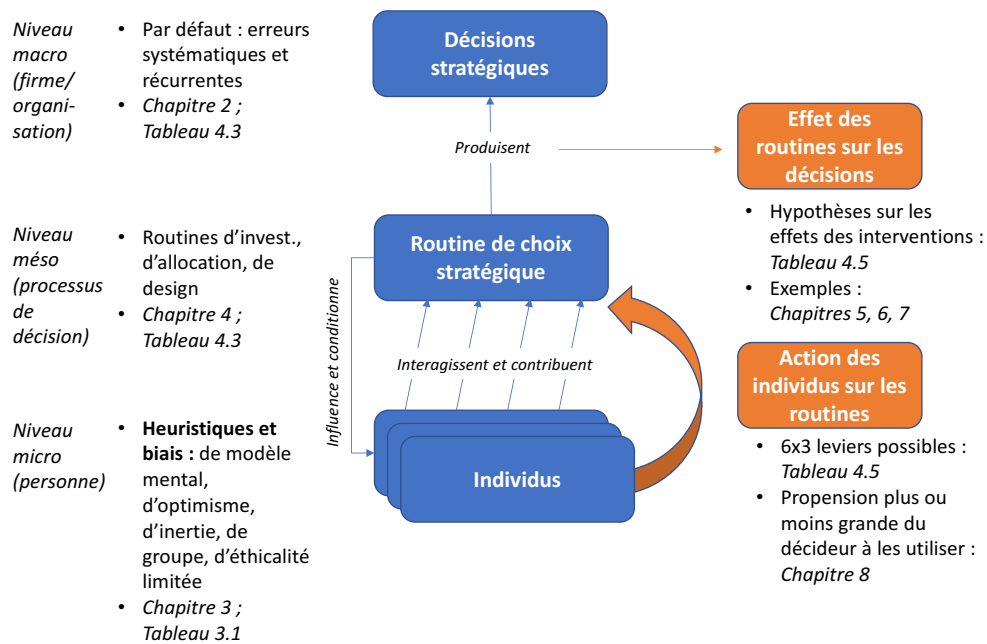 Niveau
macro
(firme/
organi-
sation)
• Par défaut : erreurs
systématiques et
récurrentes
• Chapitre 2 ;
Tableau 4.3
Décisions
stratégiques
Produisent
Effet des
routines sur les
décisions
• Hypothèses sur les
effets des interventions :
Tableau 4.5
• Exemples :
Chapitres 5, 6, 7
Niveau
méso
(processus
de
décision)
• Routines d’invest.,
d’allocation, de
design
• Chapitre 4 ;
Tableau 4.3
Routine de choix
stratégique
Influence et conditionne
Interagissent et contribuent
Action des
individus sur les
routines
• 6x3 leviers possibles :
Tableau 4.5
• Propension plus ou
moins grande du
décideur à les utiliser :
Chapitre 8
Niveau
micro
(personne)
• Heuristiques et
biais : de modèle
mental,
d’optimisme,
d’inertie, de
groupe, d’éthicalité
limitée
• Chapitre 3 ;
Tableau 3.1
Individus